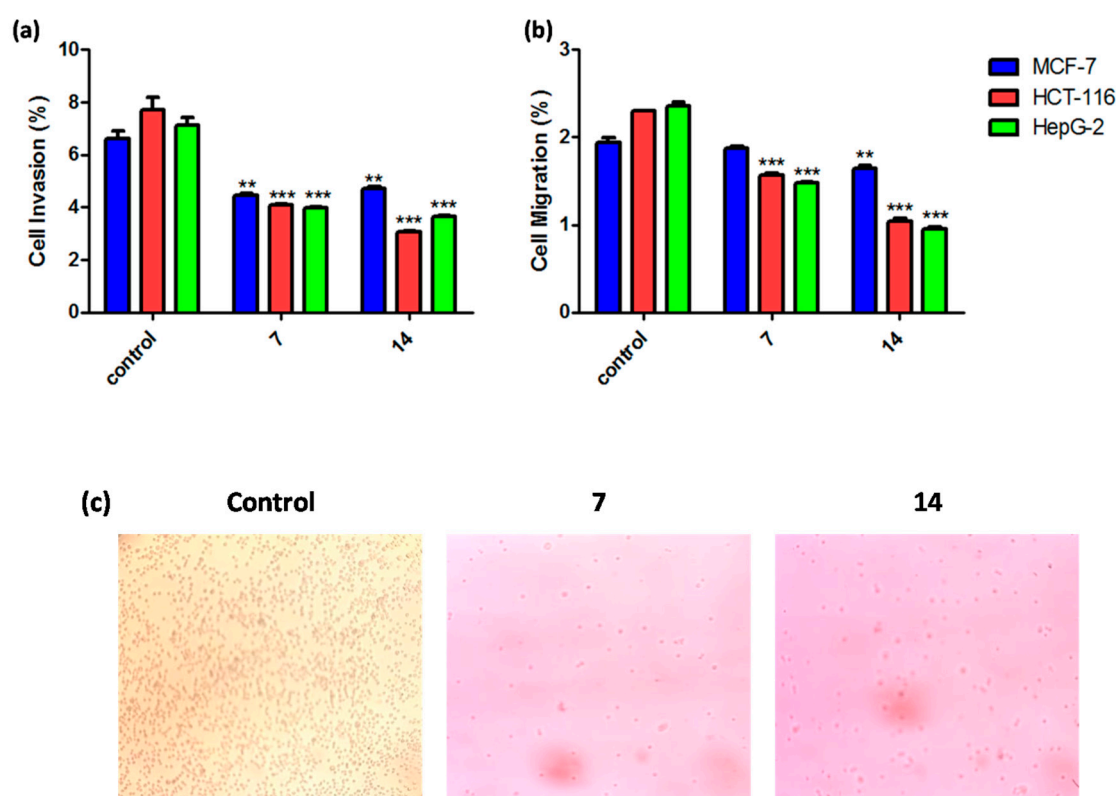 (a)
Cell Invasion (%)
10
8
6
4
2
0
** *** ***
** *** ***
control 7 14
(b)
Cell Migration (%)
3
2
1
0
*** ***
** *** ***
control 7 14
MCF-7
HCT-116
HepG-2
(c) Control 7 14